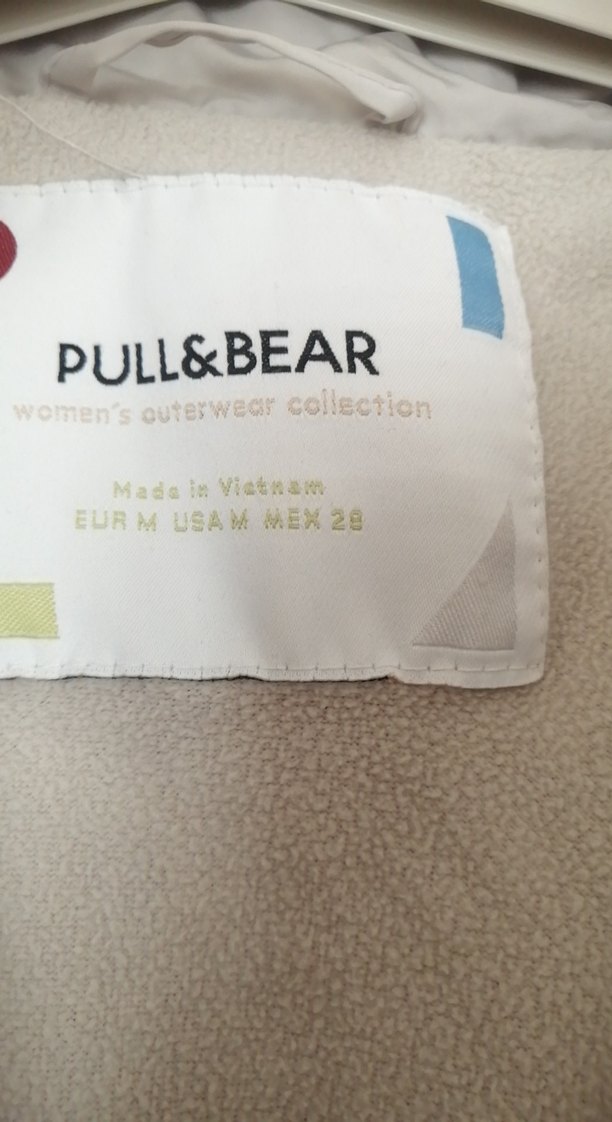 PULL&BEAR
women's outerwear collection
Made in Vietnam
EUR M USA M MEX 28